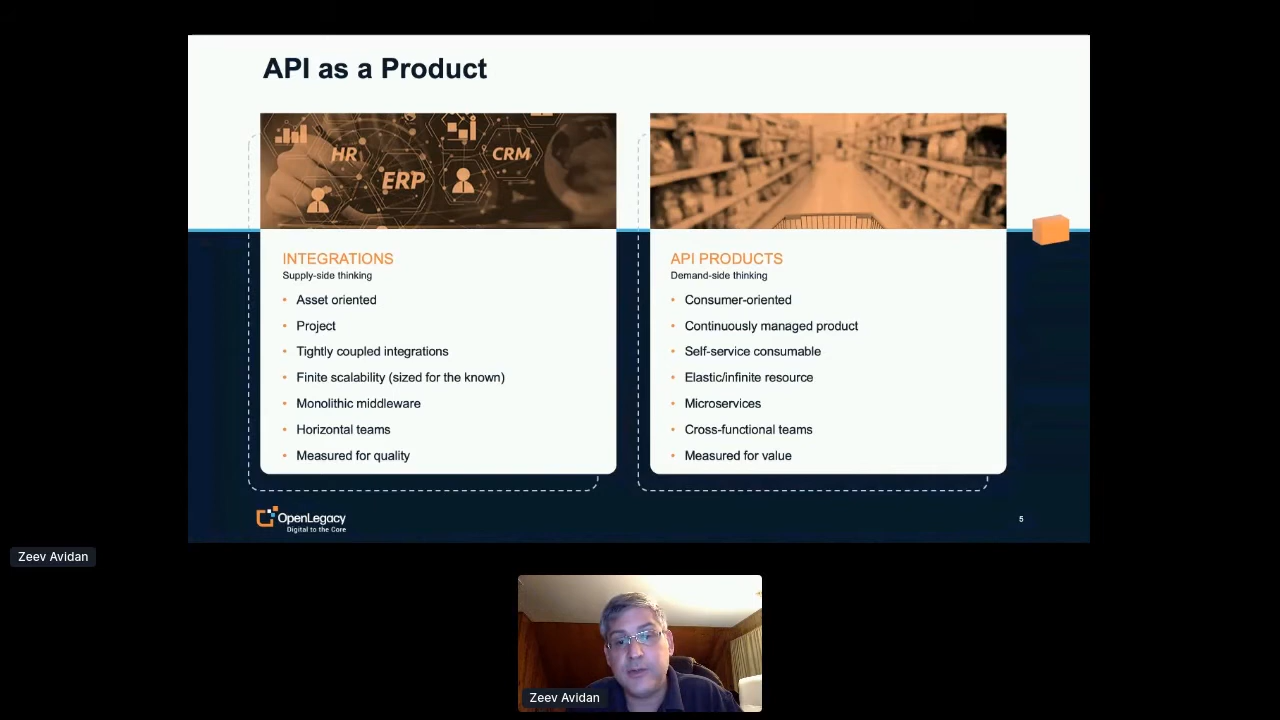 API as a Product
HR
ERP
CRM
INTEGRATIONS
Supply-side thinking
• Asset oriented
• Project
• Tightly coupled integrations
• Finite scalability (sized for the known)
• Monolithic middleware
• Horizontal teams
• Measured for quality
API PRODUCTS
Demand-side thinking
• Consumer-oriented
• Continuously managed product
• Self-service consumable
• Elastic/infinite resource
• Microservices
• Cross-functional teams
• Measured for value
OpenLegacy
Digital to the Core
5
Zeev Avidan
Zeev Avidan